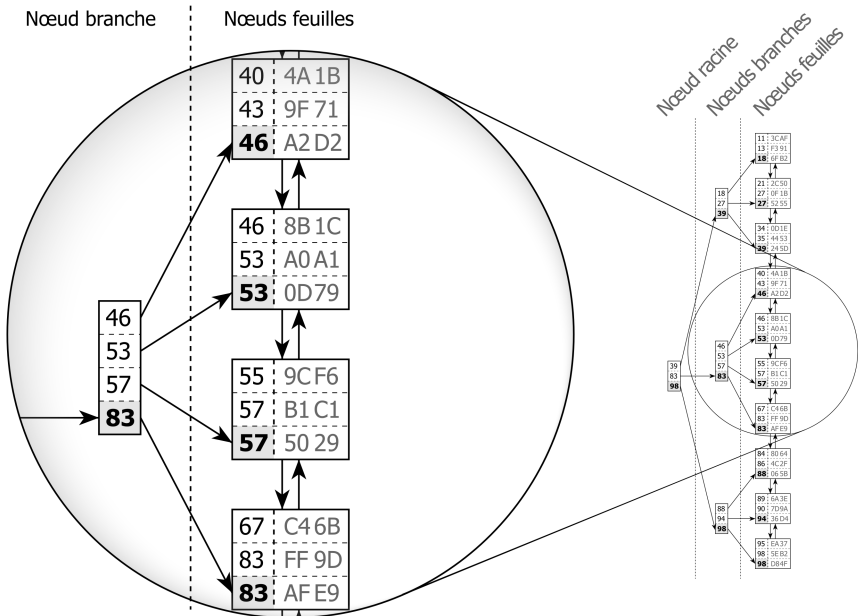 Nœud branche
Nœuds feuilles
40 4A 1B
43 9F 71
46 A2 D2
46 8B 1C
53 A0 A1
53 0D 79
46
53
57
83
55 9C F6
57 B1 C1
57 50 29
67 C4 6B
83 FF 9D
83 AF E9
Nœud racine
Nœuds branches
Nœuds feuilles
11 3C AF
13 F3 91
18 6F B2
18
27
39
21 2C 50
27 0F 1B
27 52 55
34 0D 1E
35 44 53
39 24 5D
40 4A 1B
43 9F 71
46 A2 D2
46 8B 1C
53 A0 A1
53 0D 79
39
83
98
46
53
57
83
55 9C F6
57 B1 C1
57 50 29
67 C4 6B
83 FF 9D
83 AF E9
84 80 64
86 4C 2F
88 06 5B
88
94
98
89 6A 3E
90 7D 9A
94 36 D4
95 EA 37
98 5E B2
98 D8 4F